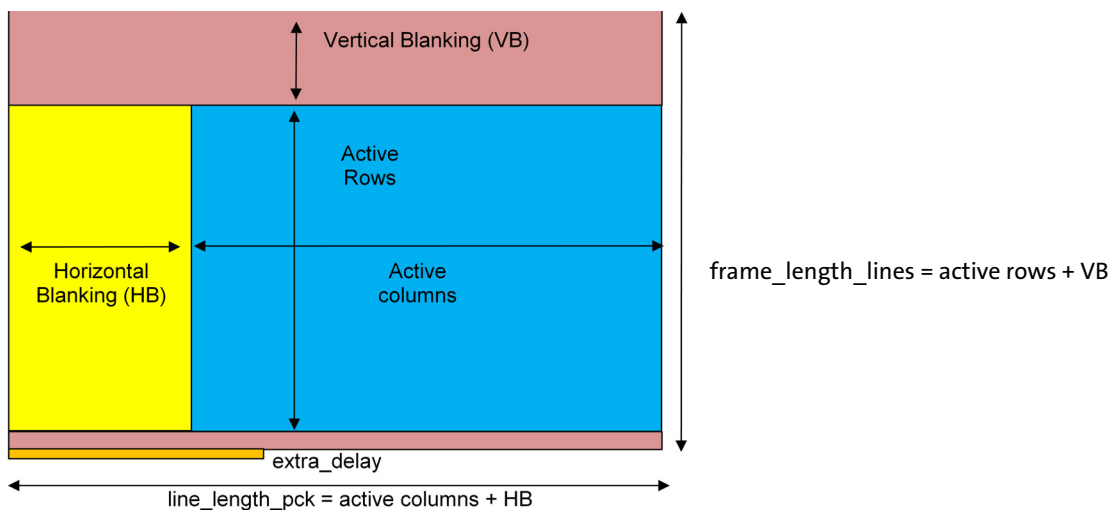 Vertical Blanking (VB)
Active
Rows
Horizontal
Blanking (HB)
Active
columns
frame_length_lines = active rows + VB
extra_delay
line_length_pck = active columns + HB